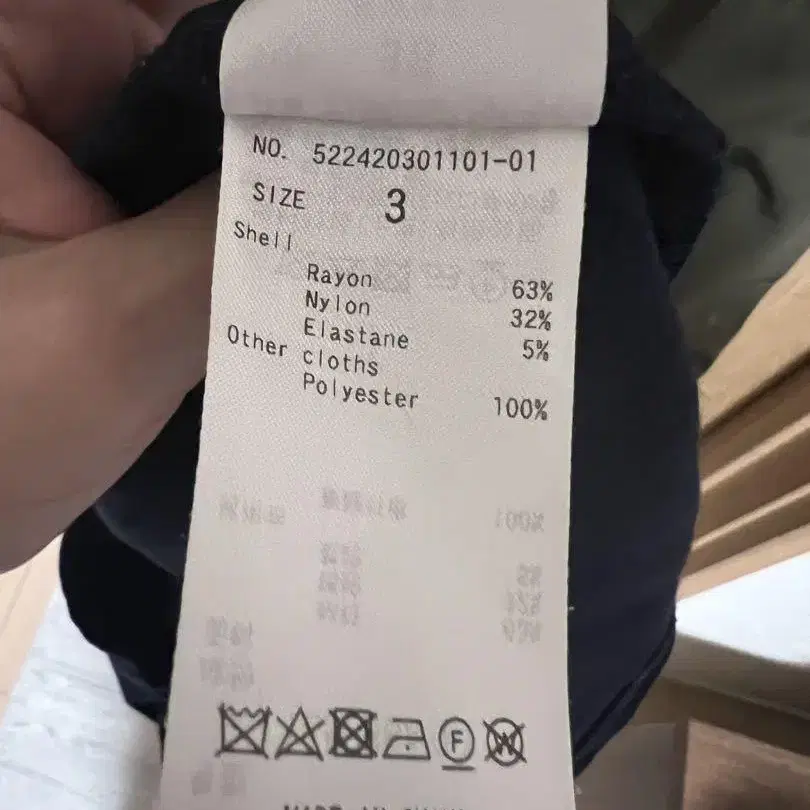 NO. 522420301101-01
SIZE 3
Shell
Rayon 63%
Nylon 32%
Elastane 5%
Other cloths
Polyester 100%
F
W